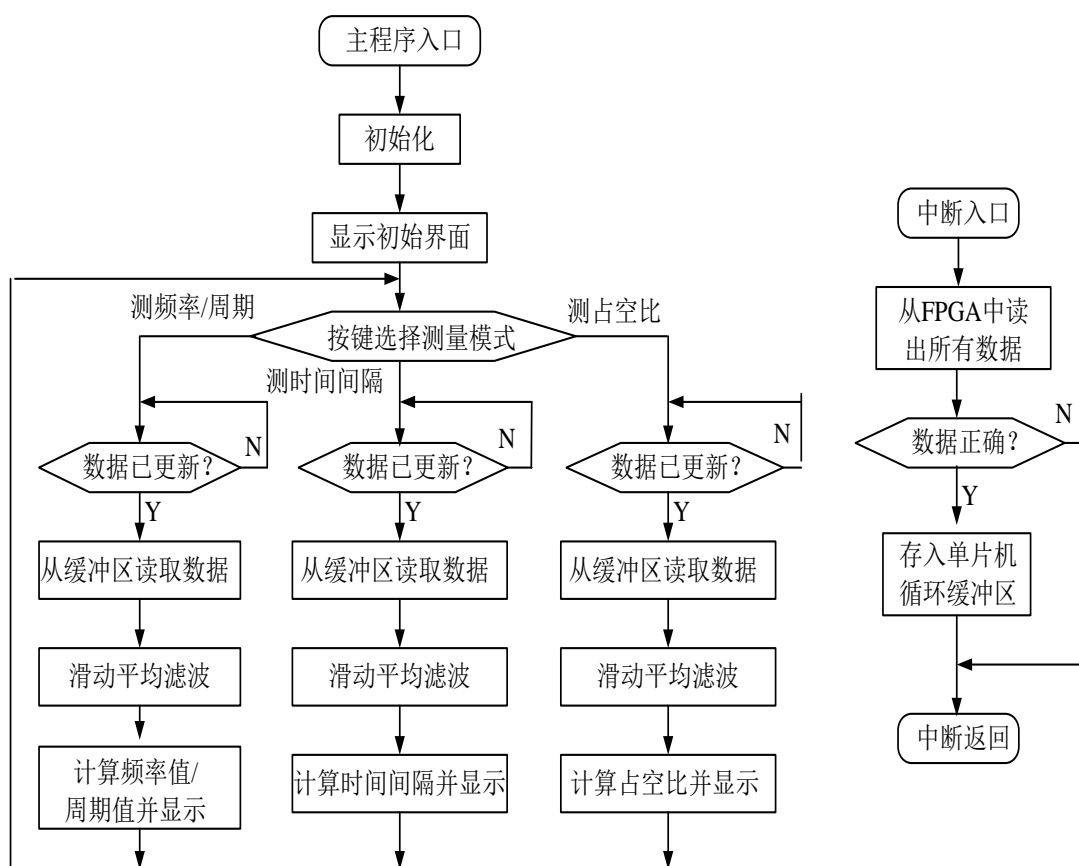 主程序入口
初始化
显示初始界面
测频率/周期
测占空比
按键选择测量模式
测时间间隔
N
N
N
数据已更新？
数据已更新？
数据已更新？
Y
Y
Y
从缓冲区读取数据
从缓冲区读取数据
从缓冲区读取数据
滑动平均滤波
滑动平均滤波
滑动平均滤波
计算频率值/
周期值并显示
计算时间间隔并显示
计算占空比并显示
中断入口
从FPGA中读
出所有数据
N
数据正确？
Y
存入单片机
循环缓冲区
中断返回